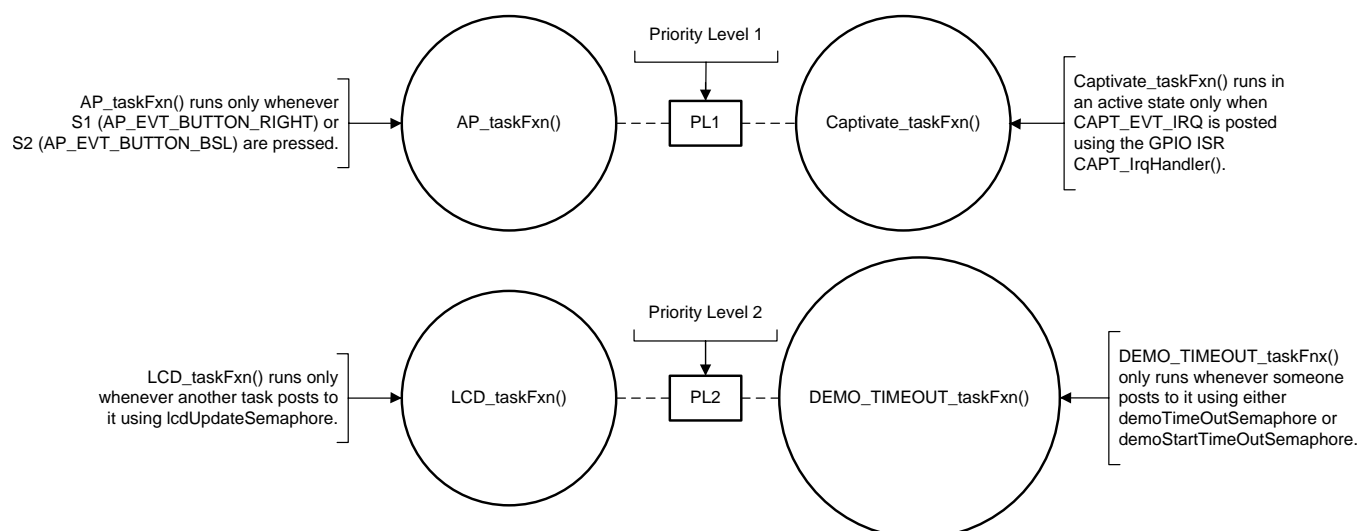 Priority Level 1
AP_taskFxn() runs only whenever
S1 (AP_EVT_BUTTON_RIGHT) or
S2 (AP_EVT_BUTTON_BSL) are pressed.
AP_taskFxn()
PL1
Captivate_taskFxn()
Captivate_taskFxn() runs in
an active state only when
CAPT_EVT_IRQ is posted
using the GPIO ISR
CAPT_IrqHandler().
Priority Level 2
LCD_taskFxn() runs only
whenever another task posts to
it using lcdUpdateSemaphore.
LCD_taskFxn()
PL2
DEMO_TIMEOUT_taskFxn()
DEMO_TIMEOUT_taskFnx()
only runs whenever someone
posts to it using either
demoTimeOutSemaphore or
demoStartTimeOutSemaphore.